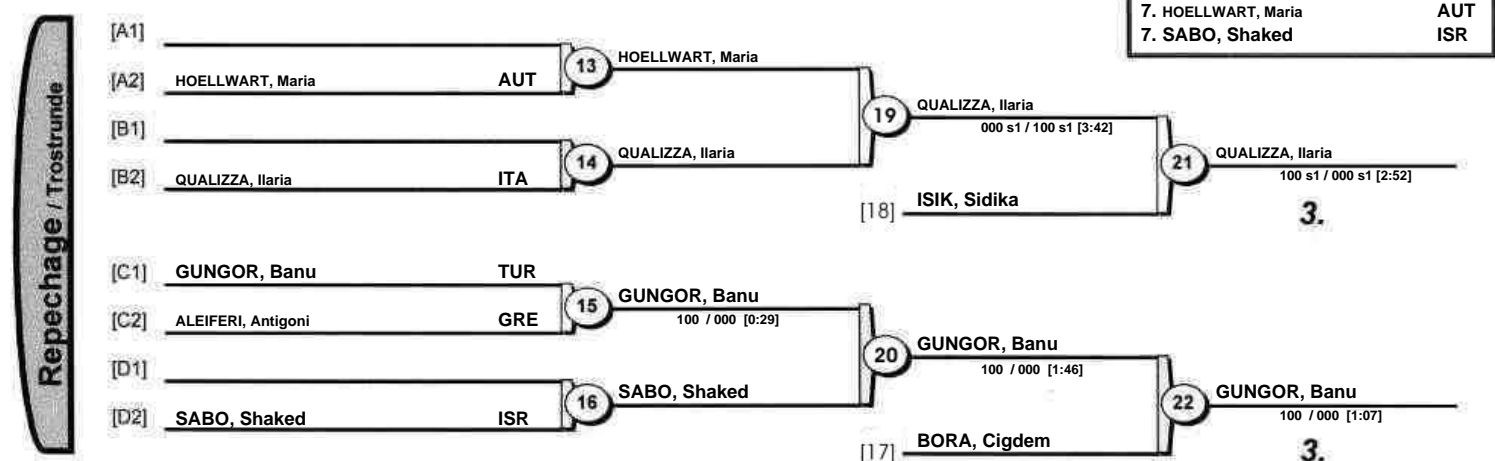 7. HOELLWART, Maria AUT
7. SABO, Shaked ISR
Repechage / Trostrunde
[A1]
[A2] HOELLWART, Maria AUT
13 HOELLWART, Maria
[B1]
[B2] QUALIZZA, Ilaria ITA
14 QUALIZZA, Ilaria
19 QUALIZZA, Ilaria
000 s1 / 100 s1 [3:42]
[18] ISIK, Sidika
21 QUALIZZA, Ilaria
100 s1 / 000 s1 [2:52]
3.
[C1] GUNGOR, Banu TUR
[C2] ALEIFERI, Antigoni GRE
15 GUNGOR, Banu
100 / 000 [0:29]
[D1]
[D2] SABO, Shaked ISR
16 SABO, Shaked
20 GUNGOR, Banu
100 / 000 [1:46]
[17] BORA, Cigdem
22 GUNGOR, Banu
100 / 000 [1:07]
3.